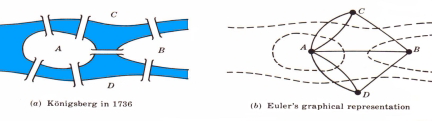 C
A
B
D
(a) Königsberg in 1736
C
A
B
D
(b) Euler's graphical representation